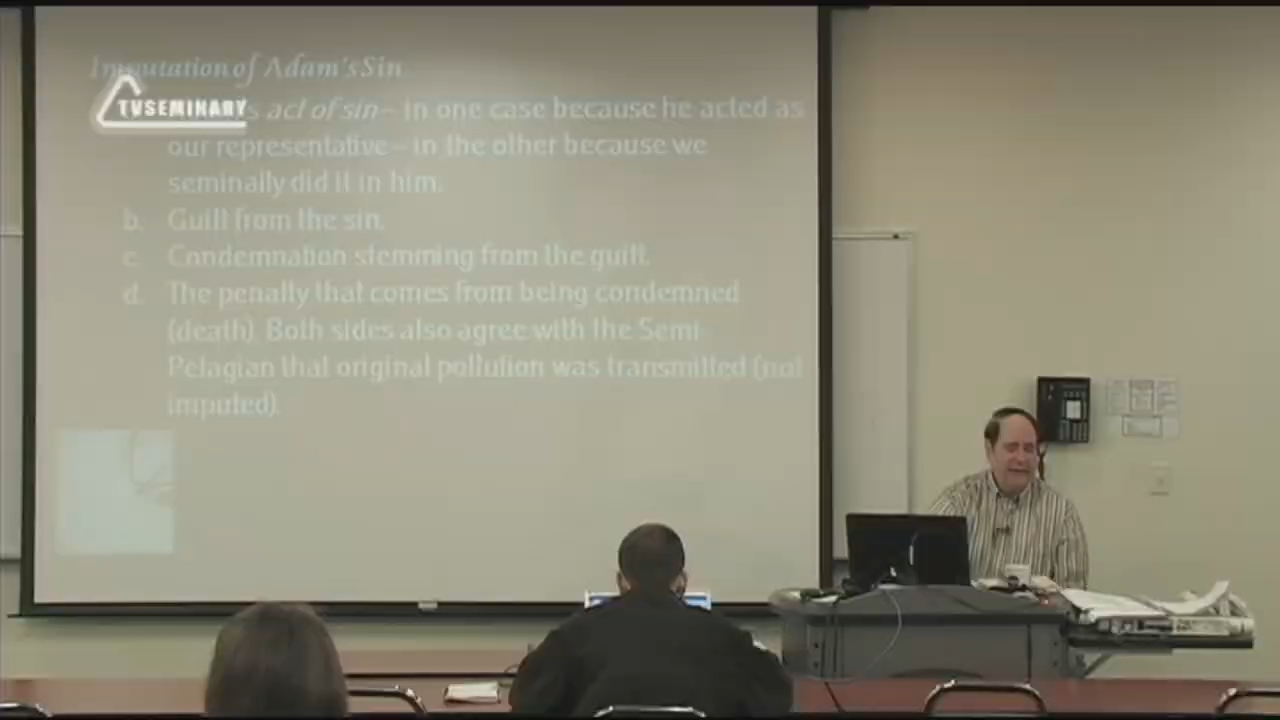 Imputation of Adam's Sin
TVSEMINARY
s act of sin – in one case because he acted as
our representative – in the other because we
seminally did it in him.
b. Guilt from the sin.
c. Condemnation stemming from the guilt.
d. The penalty that comes from being condemned
(death). Both sides also agree with the Semi-
Pelagian that original pollution was transmitted (not
imputed).